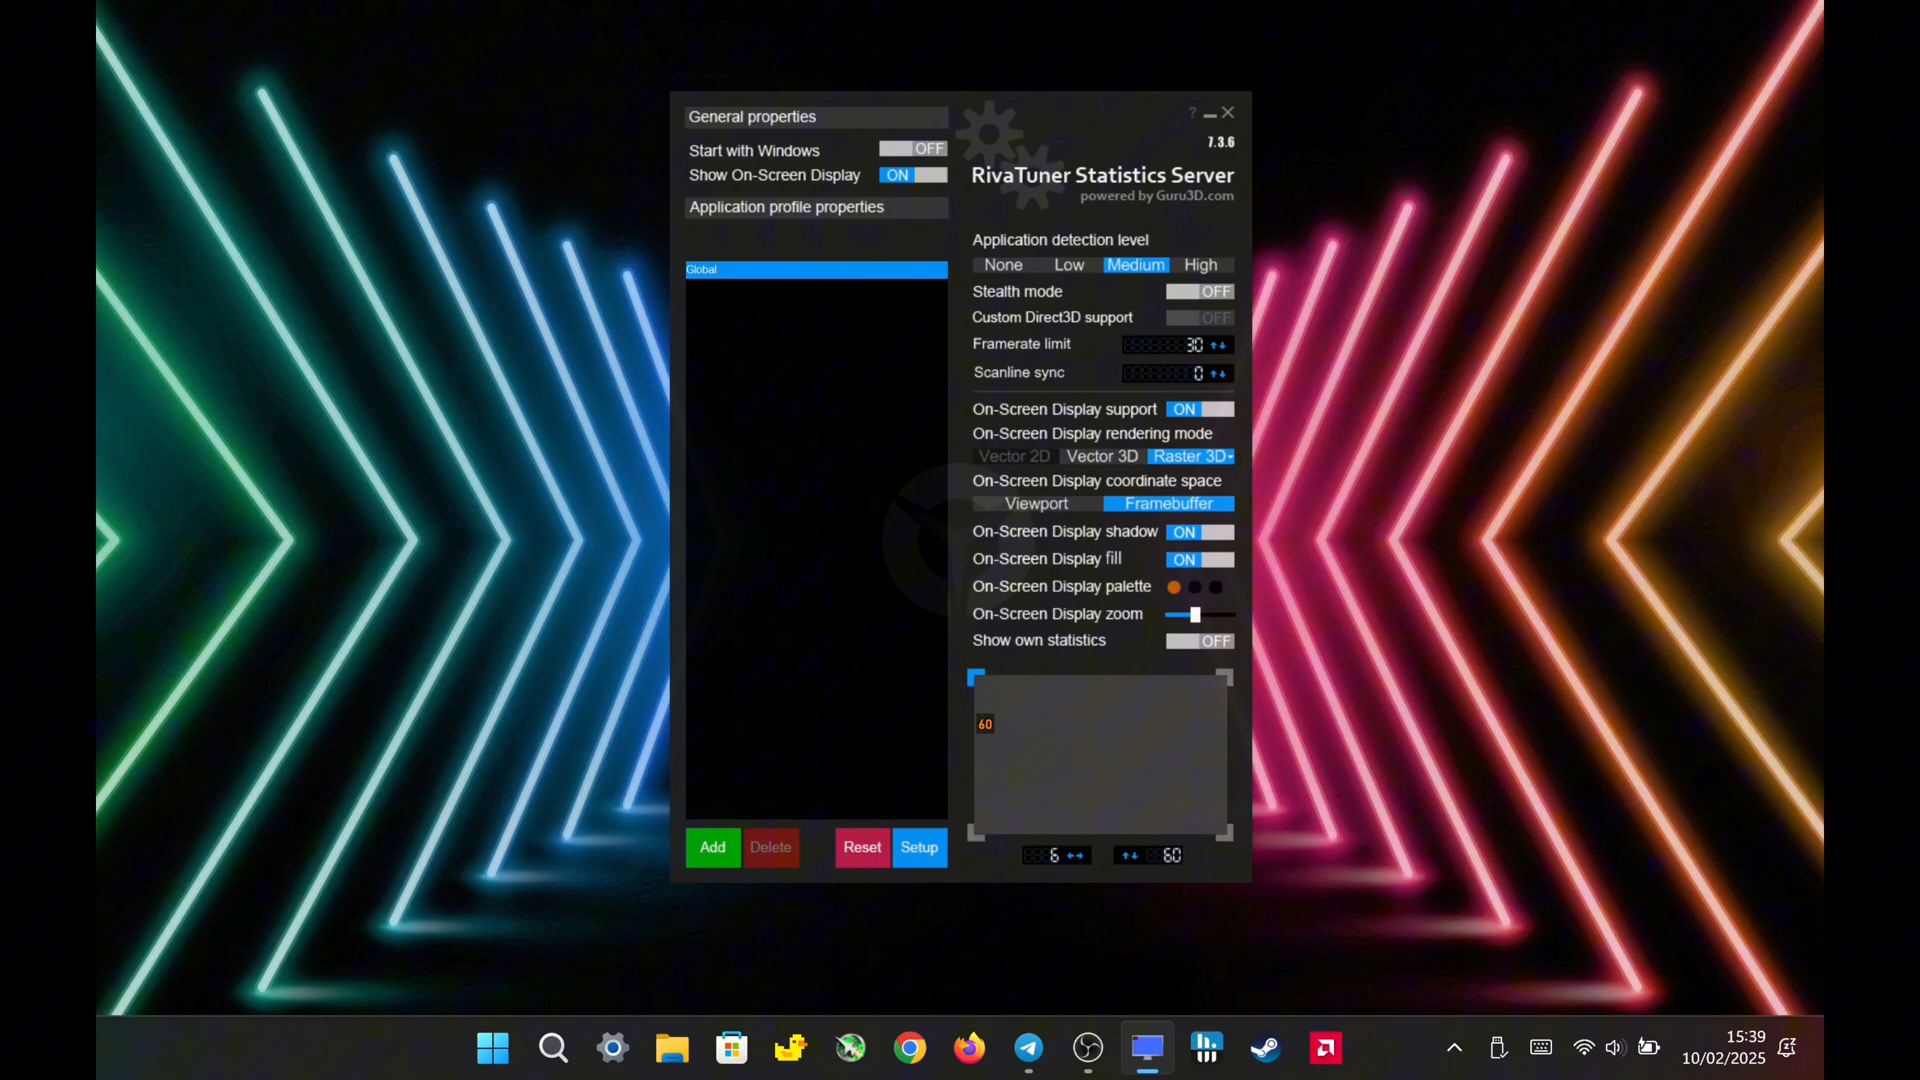 General properties
Start with Windows OFF
Show On-Screen Display ON
Application profile properties
Global
Add Delete Reset Setup
?
7.3.6
RivaTuner Statistics Server
powered by Guru3D.com
Application detection level
None Low Medium High
Stealth mode OFF
Custom Direct3D support OFF
Framerate limit 30
Scanline sync 0
On-Screen Display support ON
On-Screen Display rendering mode
Vector 2D Vector 3D Raster 3D
On-Screen Display coordinate space
Viewport Framebuffer
On-Screen Display shadow ON
On-Screen Display fill ON
On-Screen Display palette
On-Screen Display zoom
Show own statistics OFF
60
6 60
15:39
10/02/2025